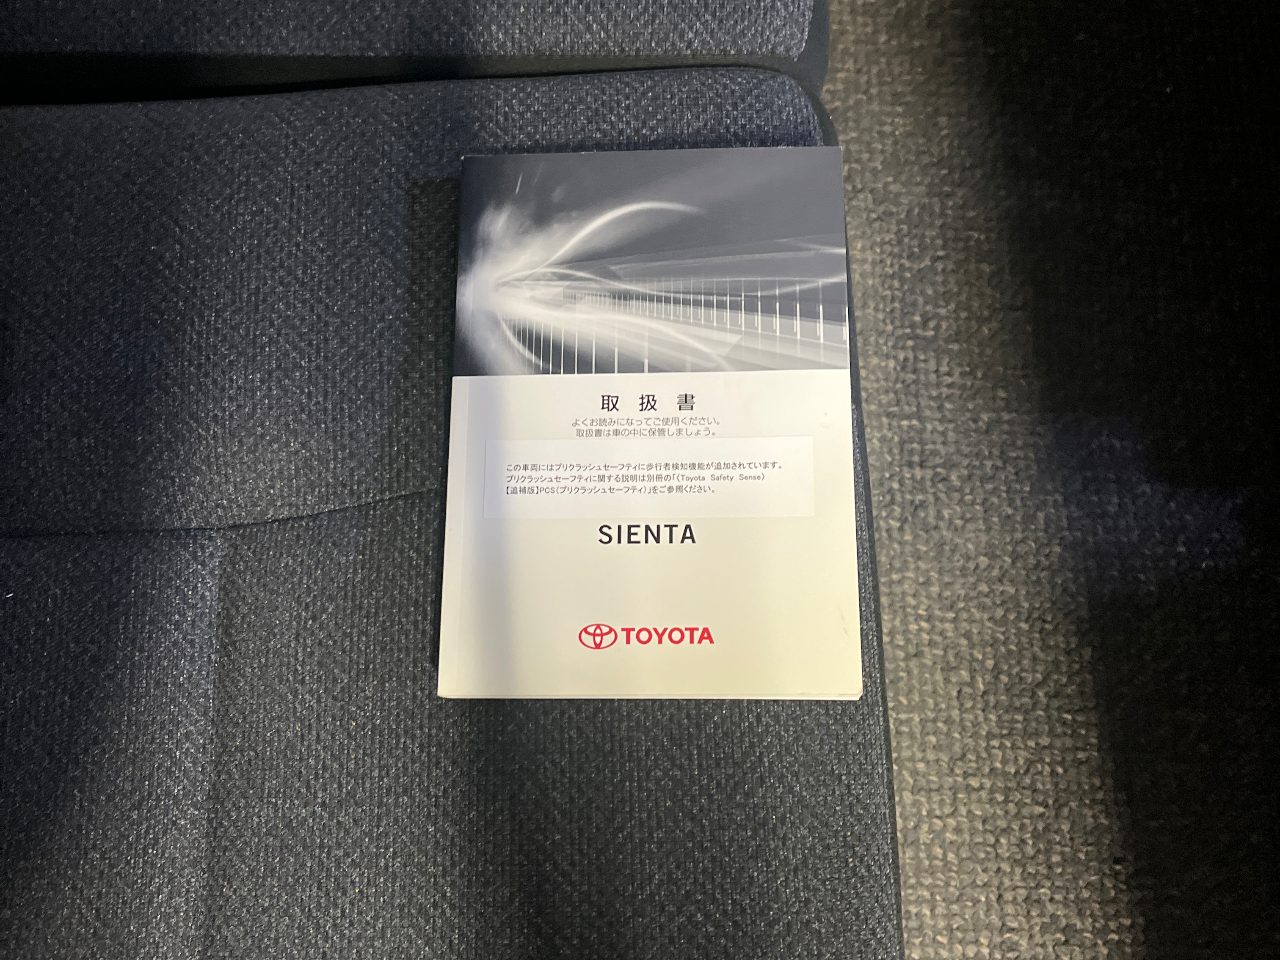 取扱書
よくお読みになってご使用ください。
取扱書は車の中に保管しましょう。
この車両にはプリクラッシュセーフティに歩行者検知機能が追加されています。
プリクラッシュセーフティに関する説明は別冊の「〈Toyota Safety Sense〉
【追補版】PCS(プリクラッシュセーフティ)」をご参照ください。
SIENTA
TOYOTA